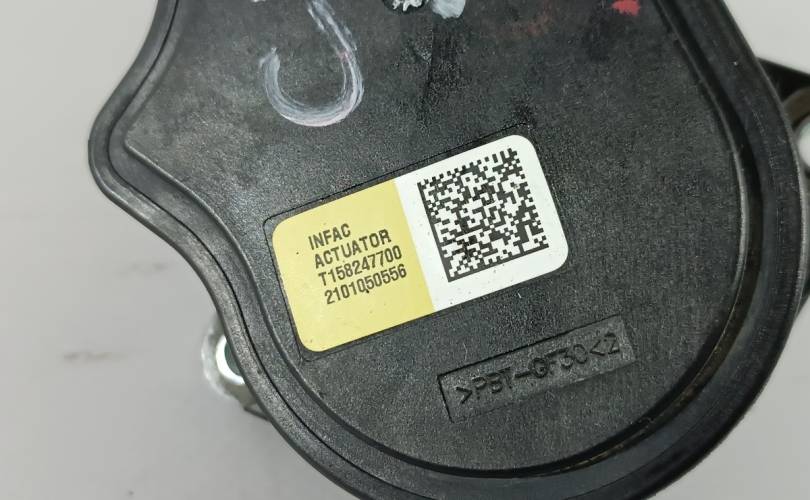 INFAC
ACTUATOR
T158247700
2101050556
>PBT-GF30<2